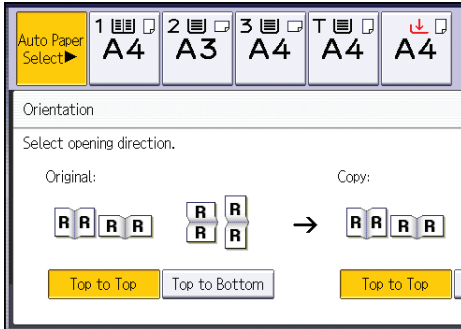 Auto Paper
Select▶
1
A4
2
A3
3
A4
T
A4
A4
Orientation
Select opening direction.
Original:
Copy:
R R R R
R R
R R
→
R R R R
Top to Top
Top to Bottom
Top to Top